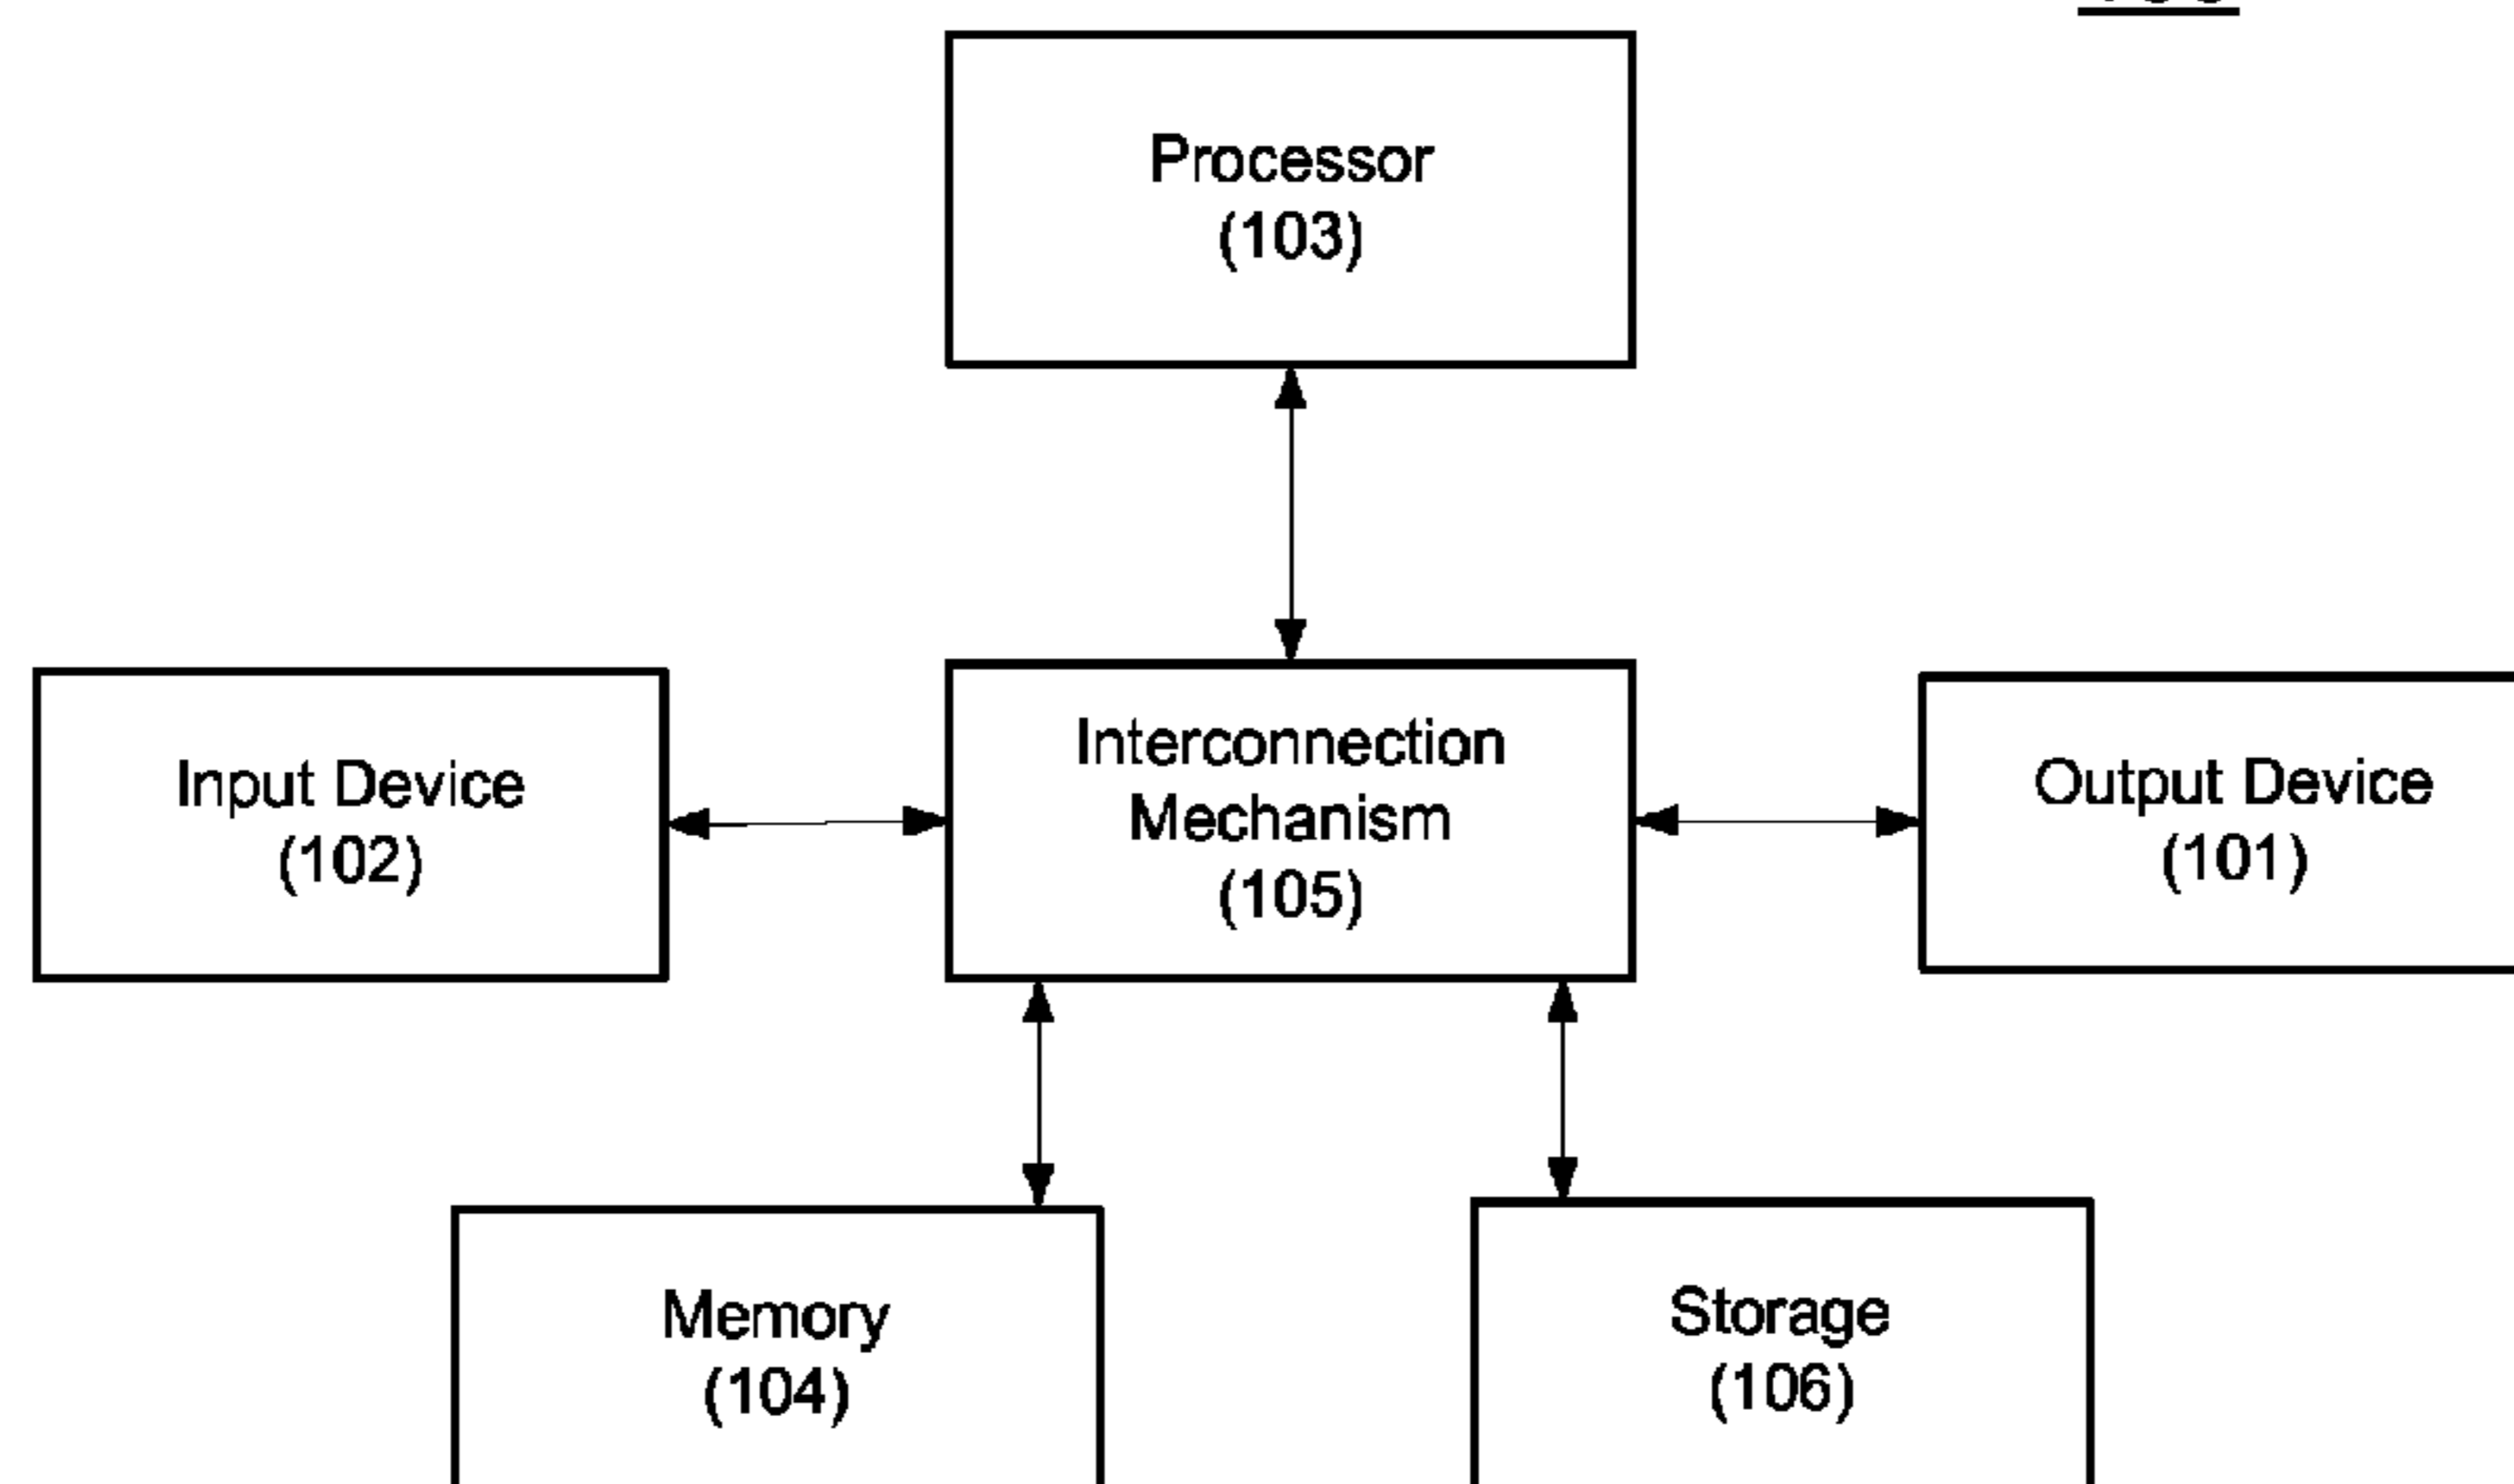 Processor
(103)
Input Device
(102)
Interconnection
Mechanism
(105)
Output Device
(101)
Memory
(104)
Storage
(106)